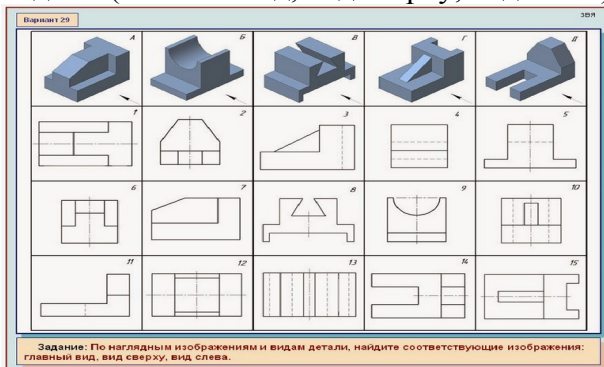 Вариант 29
ЗВЯ
А Б В Г Д
1 2 3 4 5
6 7 8 9 10
11 12 13 14 15
Задание: По наглядным изображениям и видам детали, найдите соответствующие изображения:
главный вид, вид сверху, вид слева.